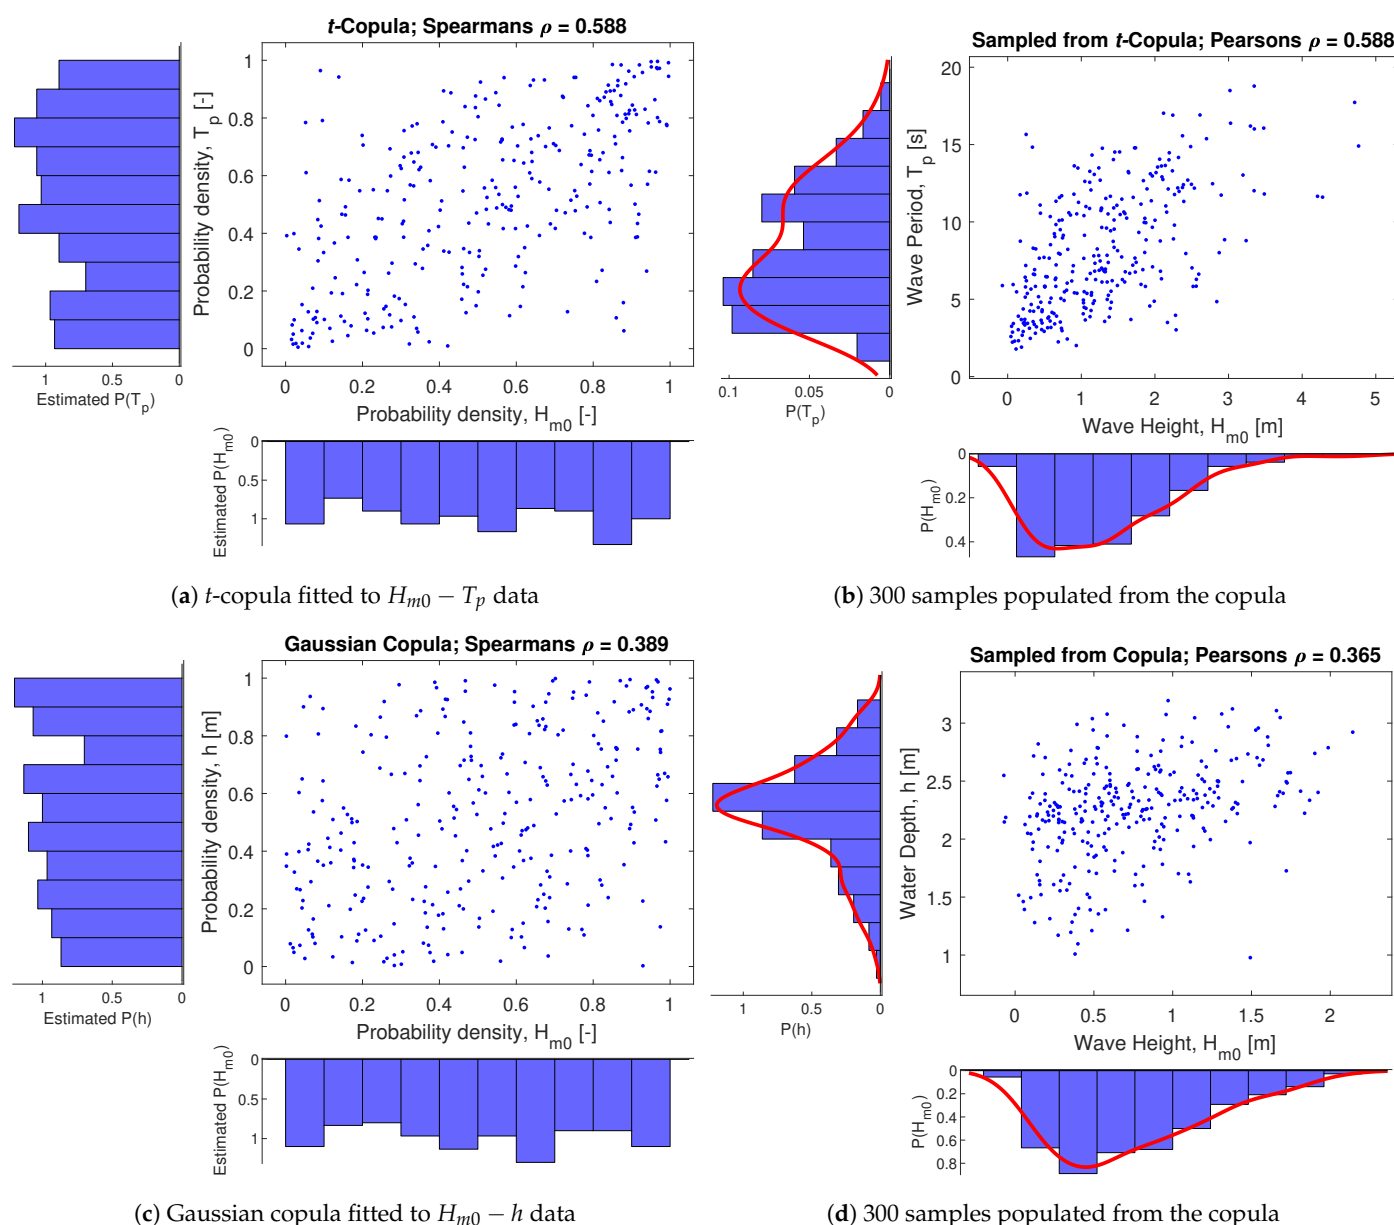 t-Copula; Spearmans ρ = 0.588
1
0.8
0.6
0.4
0.2
0
Probability density, T_p [-]
1 0.5 0
Estimated P(T_p)
0 0.2 0.4 0.6 0.8 1
Probability density, H_m0 [-]
0
0.5
1
Estimated P(H_m0)
(a) t-copula fitted to H_m0 − T_p data
Sampled from t-Copula; Pearsons ρ = 0.588
20
15
10
5
0
Wave Period, T_p [s]
0.1 0.05 0
P(T_p)
0 1 2 3 4 5
Wave Height, H_m0 [m]
0
0.2
0.4
P(H_m0)
(b) 300 samples populated from the copula
Gaussian Copula; Spearmans ρ = 0.389
1
0.8
0.6
0.4
0.2
0
Probability density, h [m]
1 0.5 0
Estimated P(h)
0 0.2 0.4 0.6 0.8 1
Probability density, H_m0 [-]
0
1
Estimated P(H_m0)
(c) Gaussian copula fitted to H_m0 − h data
Sampled from Copula; Pearsons ρ = 0.365
3
2.5
2
1.5
1
Water Depth, h [m]
1 0.5 0
P(h)
0 0.5 1 1.5 2
Wave Height, H_m0 [m]
0
0.2
0.4
0.6
0.8
P(H_m0)
(d) 300 samples populated from the copula